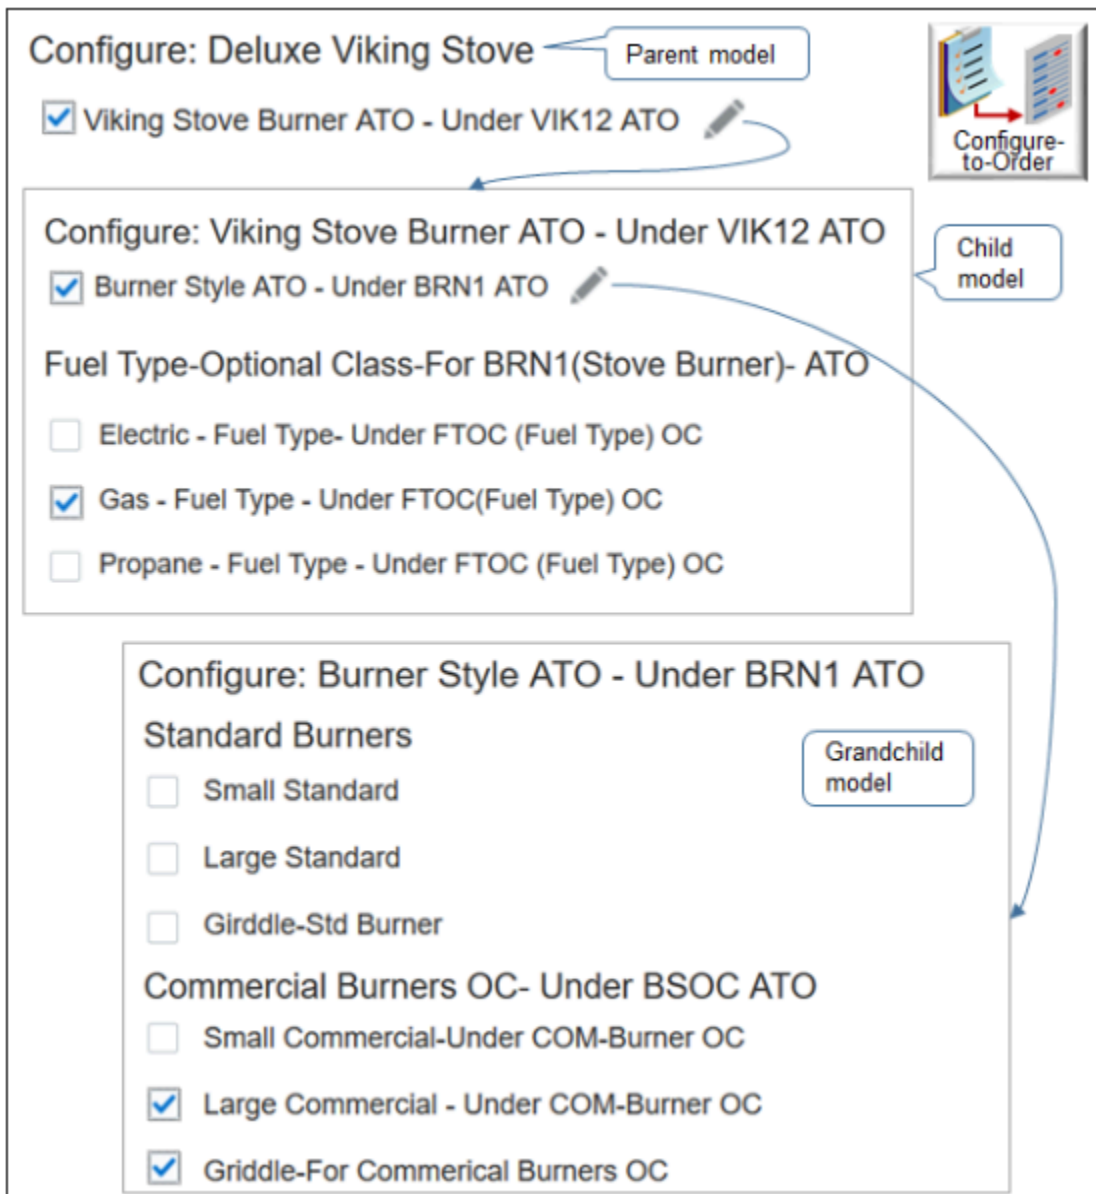 Configure: Deluxe Viking Stove
Parent model
Viking Stove Burner ATO - Under VIK12 ATO
Configure-
to-Order
Configure: Viking Stove Burner ATO - Under VIK12 ATO
Child
model
Burner Style ATO - Under BRN1 ATO
Fuel Type-Optional Class-For BRN1(Stove Burner)- ATO
Electric - Fuel Type- Under FTOC (Fuel Type) OC
Gas - Fuel Type - Under FTOC(Fuel Type) OC
Propane - Fuel Type - Under FTOC (Fuel Type) OC
Configure: Burner Style ATO - Under BRN1 ATO
Standard Burners
Grandchild
model
Small Standard
Large Standard
Girddle-Std Burner
Commercial Burners OC- Under BSOC ATO
Small Commercial-Under COM-Burner OC
Large Commercial - Under COM-Burner OC
Griddle-For Commerical Burners OC